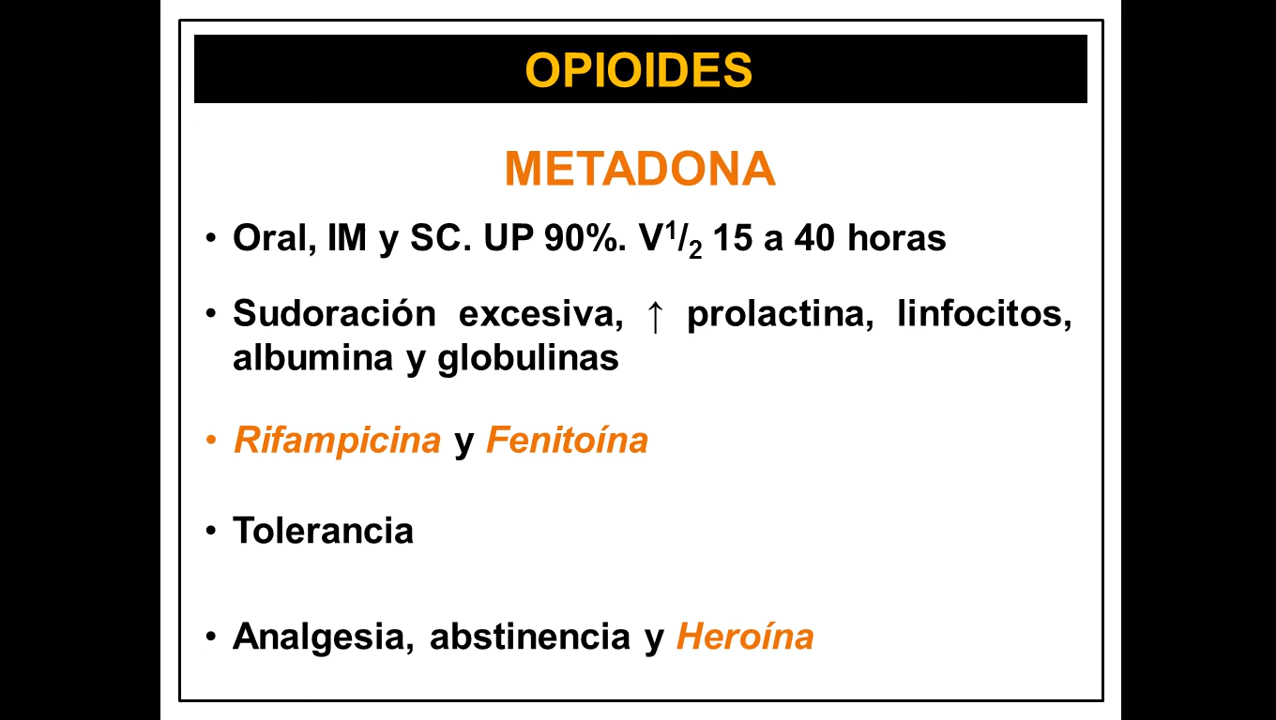 OPIOIDES
METADONA
• Oral, IM y SC. UP 90%. V1/2 15 a 40 horas
• Sudoración excesiva, ↑ prolactina, linfocitos,
albumina y globulinas
• Rifampicina y Fenitoína
• Tolerancia
• Analgesia, abstinencia y Heroína